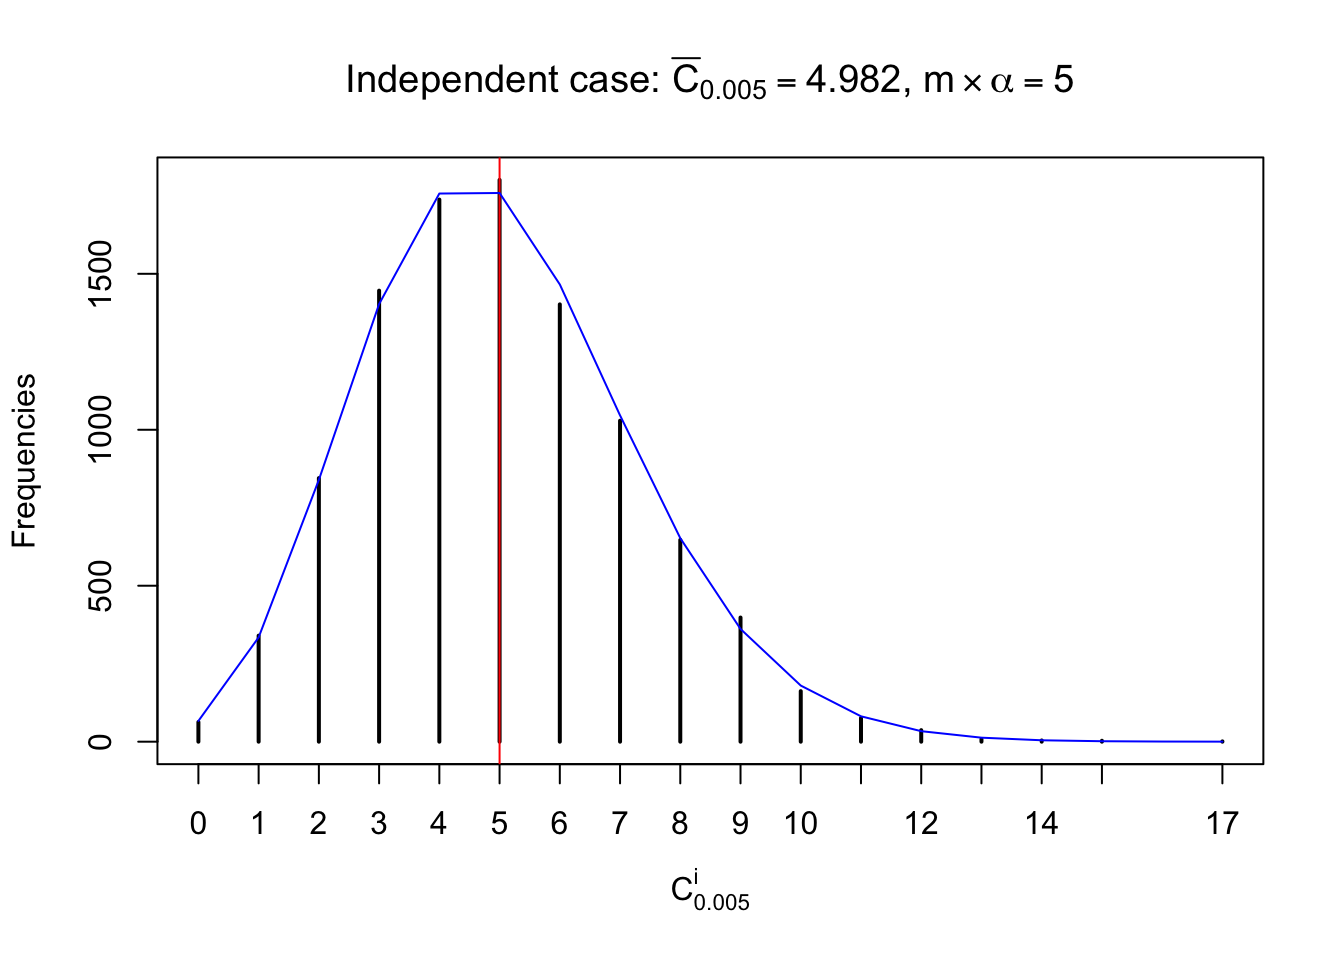 Independent case: C̅₀.₀₀₅ = 4.982, m × α = 5
Frequencies
1500
1000
500
0
0 1 2 3 4 5 6 7 8 9 10 12 14 17
Cⁱ₀.₀₀₅